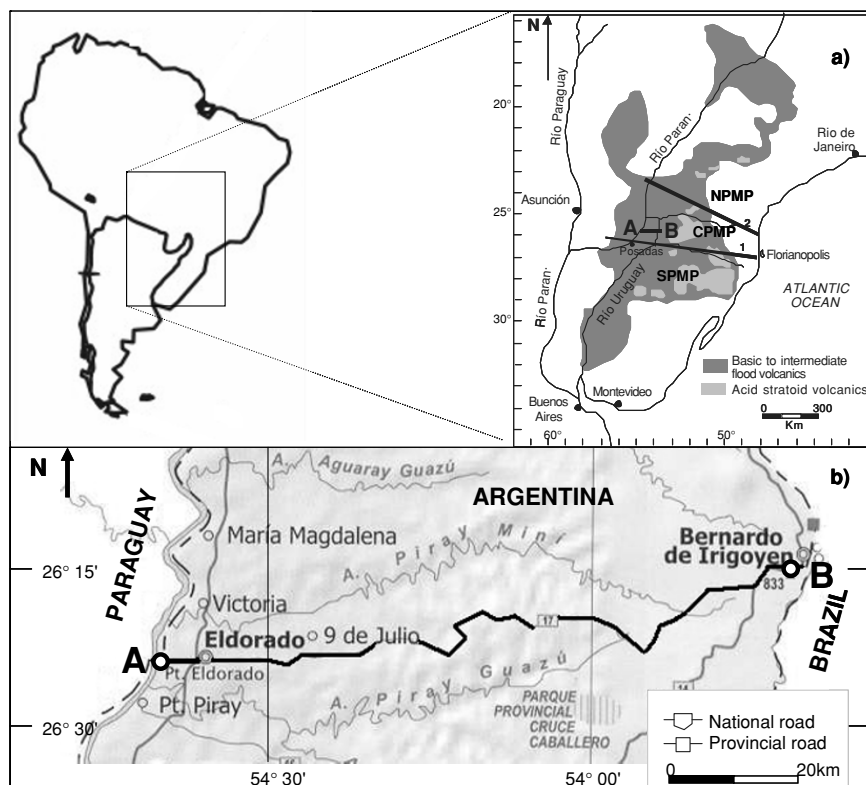 N
a)
20°
25°
30°
60°
50°
Río Paraguay
Río Paran·
Río de
Janeiro
Asunción
NPMP
2
A B
CPMP
1
Posadas
Florianopolis
SPMP
Río Uruguay
Río Paran·
ATLANTIC
OCEAN
Basic to intermediate
flood volcanics
Acid stratoid volcanics
Montevideo
Buenos
Aires
0 300
Km
N
b)
A. Aguaray Guazú
ARGENTINA
PARAGUAY
María Magdalena
A. Piray Miní
Bernardo
de Irigoyen
26° 15'
B
833
Victoria
17
BRAZIL
Eldorado
9 de Julio
A
Pt. Eldorado
A. Piray Guazú
Pt. Piray
PARQUE
PROVINCIAL
CRUCE
CABALLERO
14
26° 30'
National road
Provincial road
0 20km
54° 30'
54° 00'